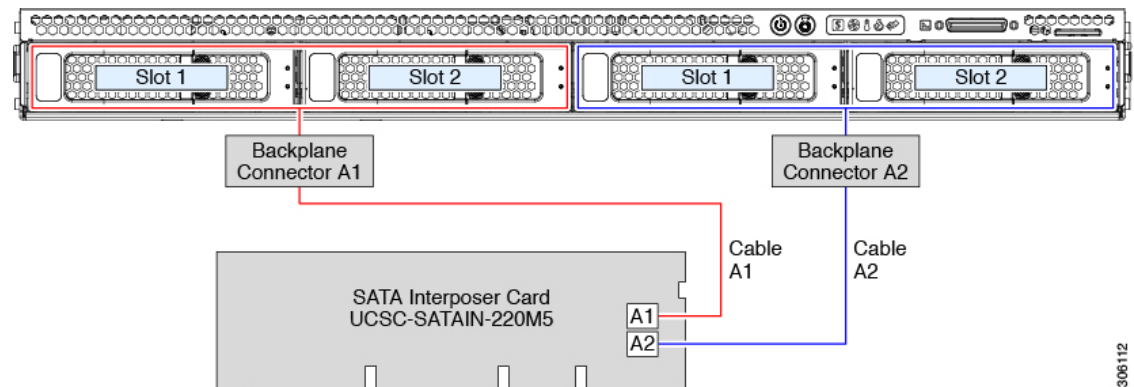 Slot 1
Slot 2
Slot 1
Slot 2
Backplane
Connector A1
Backplane
Connector A2
Cable
A1
Cable
A2
SATA Interposer Card
UCSC-SATAIN-220M5
A1
A2
306112